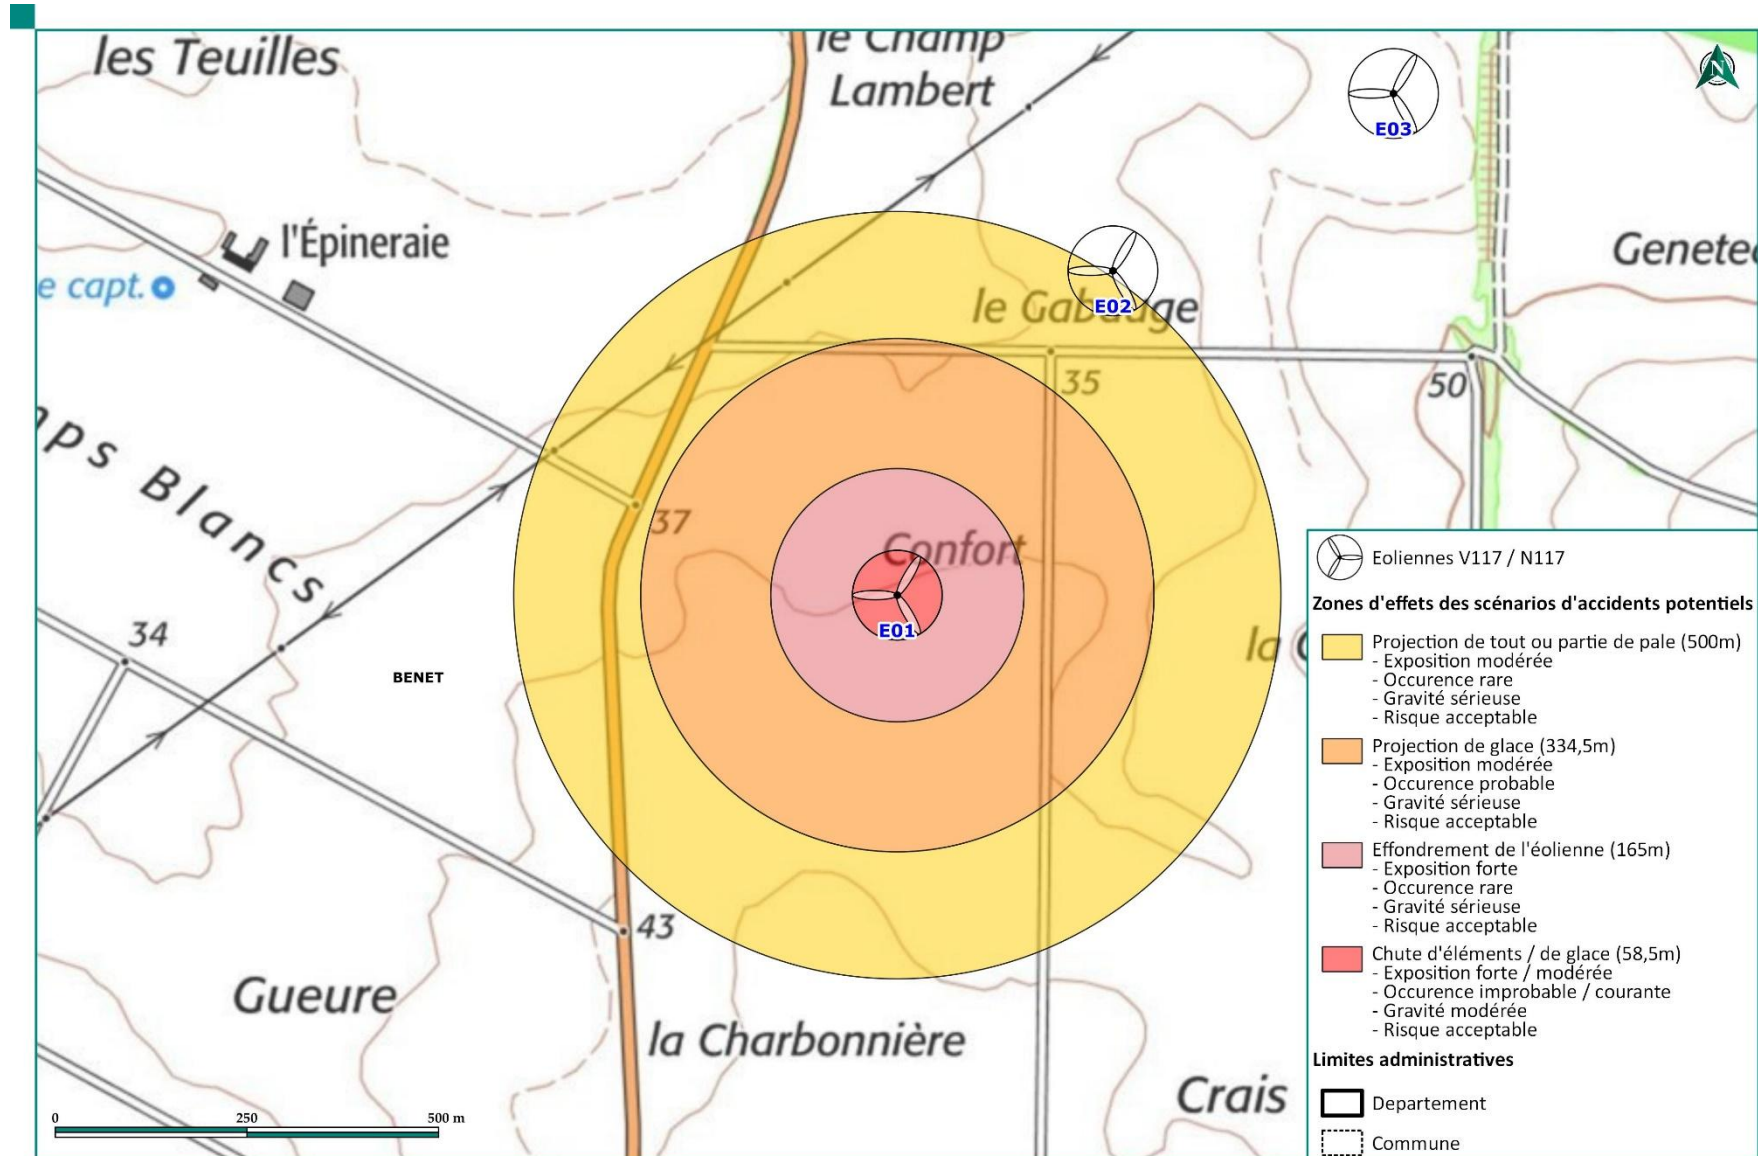 les Teuilles
le Champ
Lambert
N
E03
l'Épineraie
e capt.
Genetec
le Gabauge
E02
35
50
mps Blancs
37
Confort
E01
34
BENET
la C
43
Gueure
la Charbonnière
Crais
0 250 500 m
Eoliennes V117 / N117
Zones d'effets des scénarios d'accidents potentiels
Projection de tout ou partie de pale (500m)
- Exposition modérée
- Occurence rare
- Gravité sérieuse
- Risque acceptable
Projection de glace (334,5m)
- Exposition modérée
- Occurence probable
- Gravité sérieuse
- Risque acceptable
Effondrement de l'éolienne (165m)
- Exposition forte
- Occurence rare
- Gravité sérieuse
- Risque acceptable
Chute d'éléments / de glace (58,5m)
- Exposition forte / modérée
- Occurence improbable / courante
- Gravité modérée
- Risque acceptable
Limites administratives
Departement
Commune